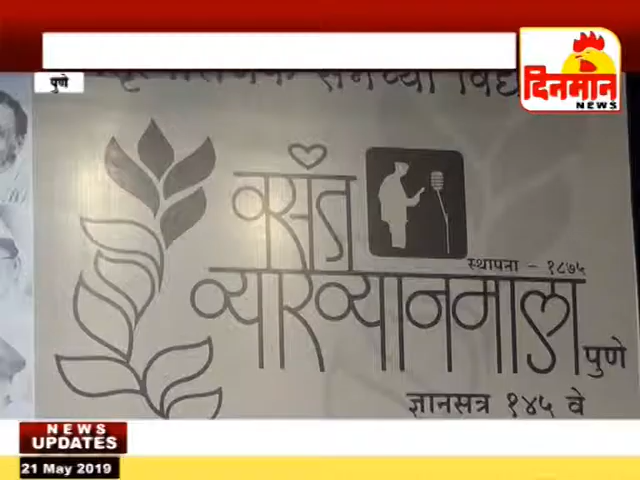 दिनमान
NEWS
पुणे
वसंत
स्थापना - १८७५
व्याख्यानमाला
पुणे
ज्ञानसत्र १४५ वे
NEWS
UPDATES
21 May 2019